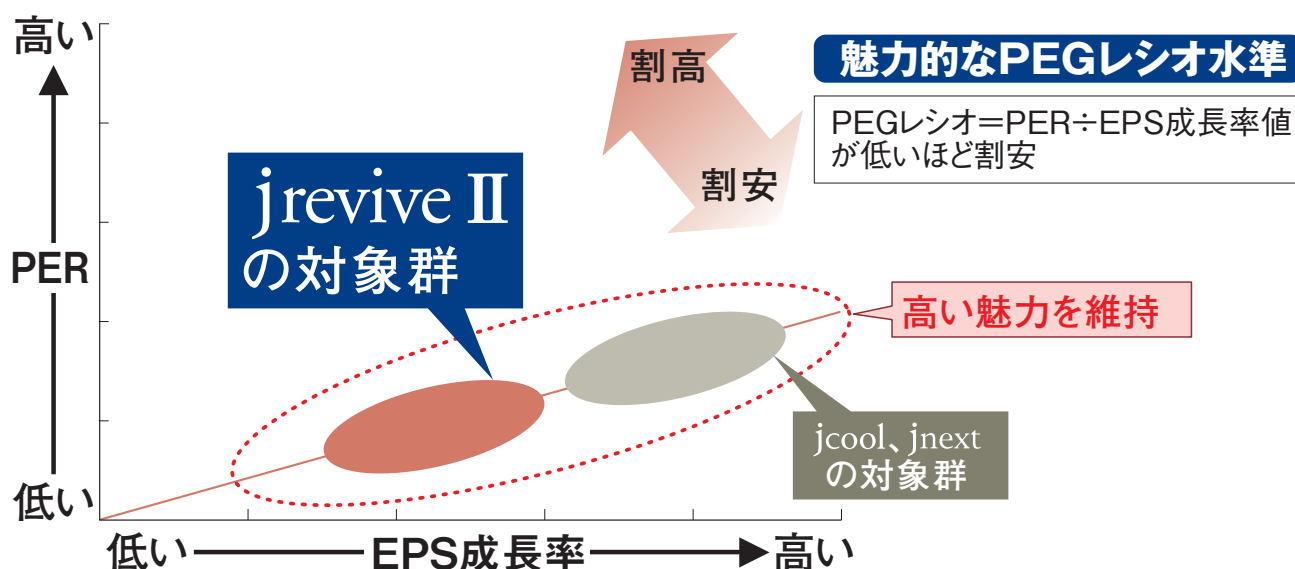 高い
PER
低い
低い
EPS成長率
高い
割高
割安
魅力的なPEGレシオ水準
PEGレシオ=PER÷EPS成長率値
が低いほど割安
jrevive Ⅱ
の対象群
高い魅力を維持
jcool、jnext
の対象群